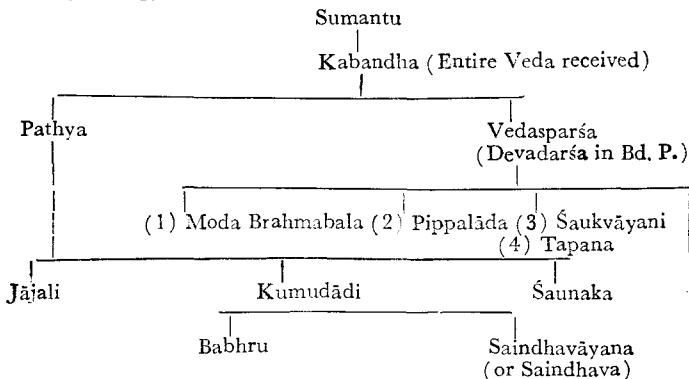 Sumantu
Kabandha (Entire Veda received)
Pathya
Vedasparśa
(Devadarśa in Bd. P.)
(1) Moda Brahmabala (2) Pippalāda (3) Śaukvāyani
(4) Tapana
Jājali Kumudādi Śaunaka
Babhru Saindhavāyana
(or Saindhava)